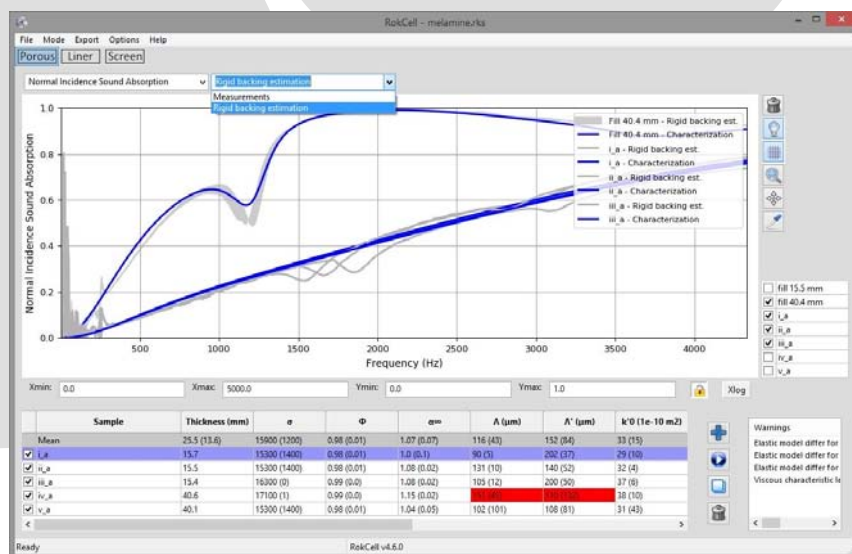 RokCell - melamine.rks
File Mode Export Options Help
Porous Liner Screen
Normal Incidence Sound Absorption Rigid backing estimation
Measurements
Rigid backing estimation
Normal Incidence Sound Absorption
1.0
0.8
0.6
0.4
0.2
0.0
Fill 40.4 mm - Rigid backing est.
Fill 40.4 mm - Characterization
i_a - Rigid backing est.
i_a - Characterization
ii_a - Rigid backing est.
ii_a - Characterization
iii_a - Rigid backing est.
iii_a - Characterization
500 1000 1500 2000 2500 3000 3500 4000
Frequency (Hz)
fill 15.5 mm
fill 40.4 mm
i_a
ii_a
iii_a
iv_a
v_a
Xmin: 0.0 Xmax: 5000.0 Ymin: 0.0 Ymax: 1.0 Xlog
Sample Thickness (mm) σ Φ α∞ Λ (μm) Λ' (μm) k'0 (1e-10 m2)
Mean 25.5 (13.6) 15900 (1200) 0.98 (0.01) 1.07 (0.07) 116 (43) 152 (84) 33 (15)
i_a 15.7 15300 (1400) 0.98 (0.01) 1.0 (0.1) 90 (5) 202 (37) 29 (10)
ii_a 15.5 15300 (1400) 0.98 (0.01) 1.08 (0.02) 131 (10) 140 (52) 32 (4)
iii_a 15.4 16300 (0) 0.99 (0.0) 1.08 (0.02) 105 (12) 200 (50) 37 (6)
iv_a 40.6 17100 (1) 0.99 (0.0) 1.15 (0.02) 38 (10)
v_a 40.1 15300 (1400) 0.98 (0.01) 1.04 (0.05) 102 (101) 108 (81) 31 (43)
Warnings
Elastic model differ for
Elastic model differ for
Elastic model differ for
Viscous characteristic le
Ready RokCell v4.6.0